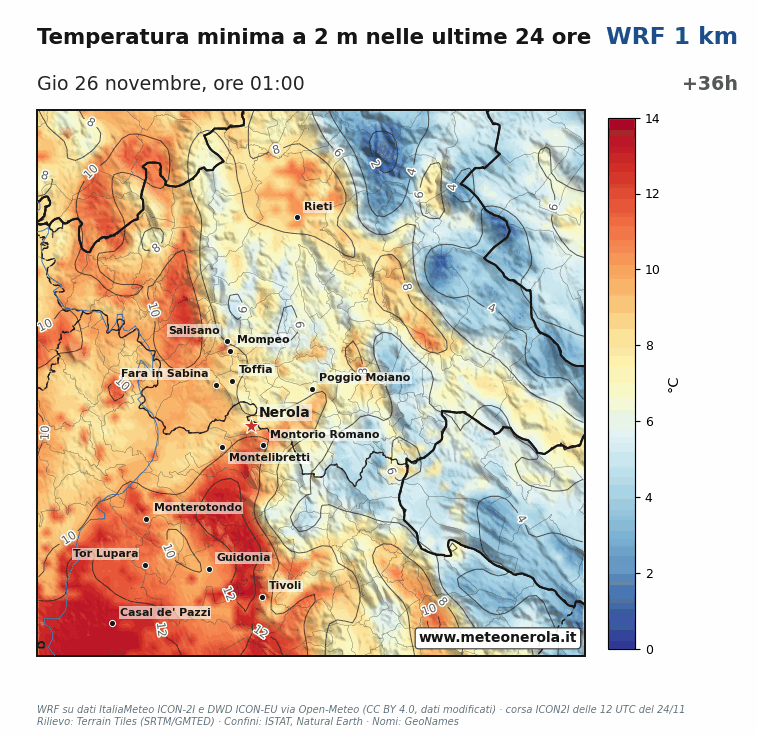 Temperatura minima a 2 m nelle ultime 24 ore WRF 1 km
Gio 26 novembre, ore 01:00 +36h
Rieti
Salisano
Mompeo
Fara in Sabina
Toffia
Poggio Moiano
Nerola
Montorio Romano
Montelibretti
Monterotondo
Tor Lupara
Guidonia
Tivoli
Casal de' Pazzi
www.meteonerola.it
14
12
10
8
6
4
2
0
°C
WRF su dati ItaliaMeteo ICON-2I e DWD ICON-EU via Open-Meteo (CC BY 4.0, dati modificati) · corsa ICON2I delle 12 UTC del 24/11
Rilievo: Terrain Tiles (SRTM/GMTED) · Confini: ISTAT, Natural Earth · Nomi: GeoNames